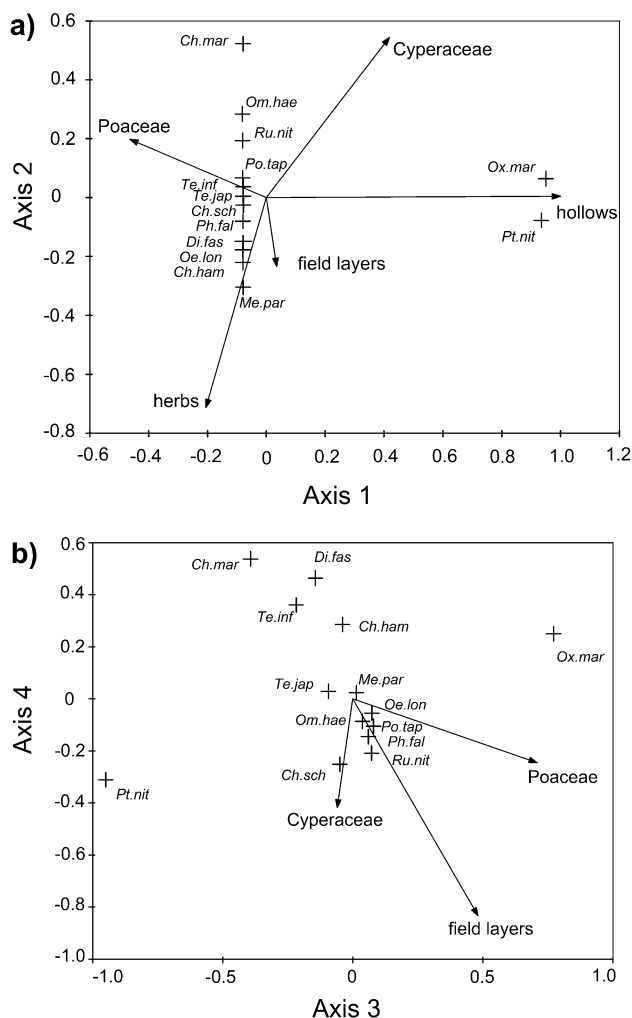 a)
0.6
0.4
0.2
0
-0.2
-0.4
-0.6
-0.8
Axis 2
Ch.mar
Cyperaceae
Om.hae
Poaceae
Ru.nit
Po.tap
Ox.mar
Te.inf
Te.jap
Ch.sch
hollows
Ph.fal
Pt.nit
Di.fas
Oe.lon
field layers
Ch.ham
Me.par
herbs
-0.6 -0.4 -0.2 0 0.2 0.4 0.6 0.8 1.0 1.2
Axis 1
b)
0.6
0.4
0.2
0
-0.2
-0.4
-0.6
-0.8
-1.0
Axis 4
Ch.mar
Di.fas
Te.inf
Ch.ham
Ox.mar
Te.jap
Me.par
Oe.lon
Om.hae
Po.tap
Ph.fal
Ru.nit
Ch.sch
Poaceae
Pt.nit
Cyperaceae
field layers
-1.0 -0.5 0 0.5 1.0
Axis 3